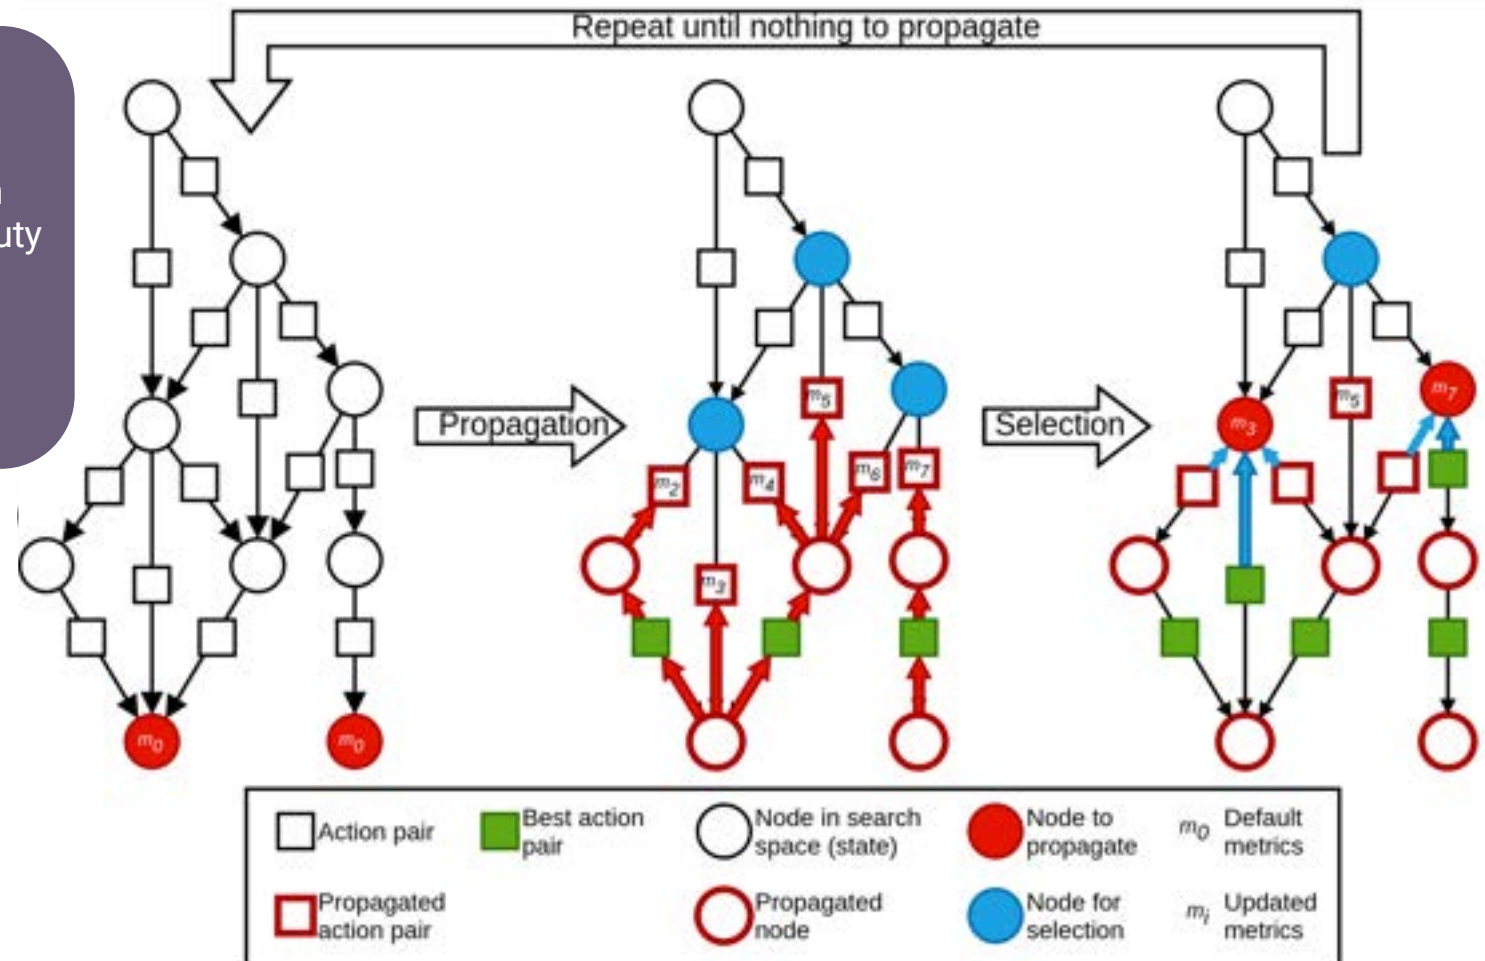 Repeat until nothing to propagate
uty
Propagation
Selection
m5
m3
m7
m5
m2
m4
m6
m7
m3
m0
m0
Action pair
Best action
pair
Node in search
space (state)
Node to
propagate
m0 Default
metrics
Propagated
action pair
Propagated
node
Node for
selection
mi Updated
metrics